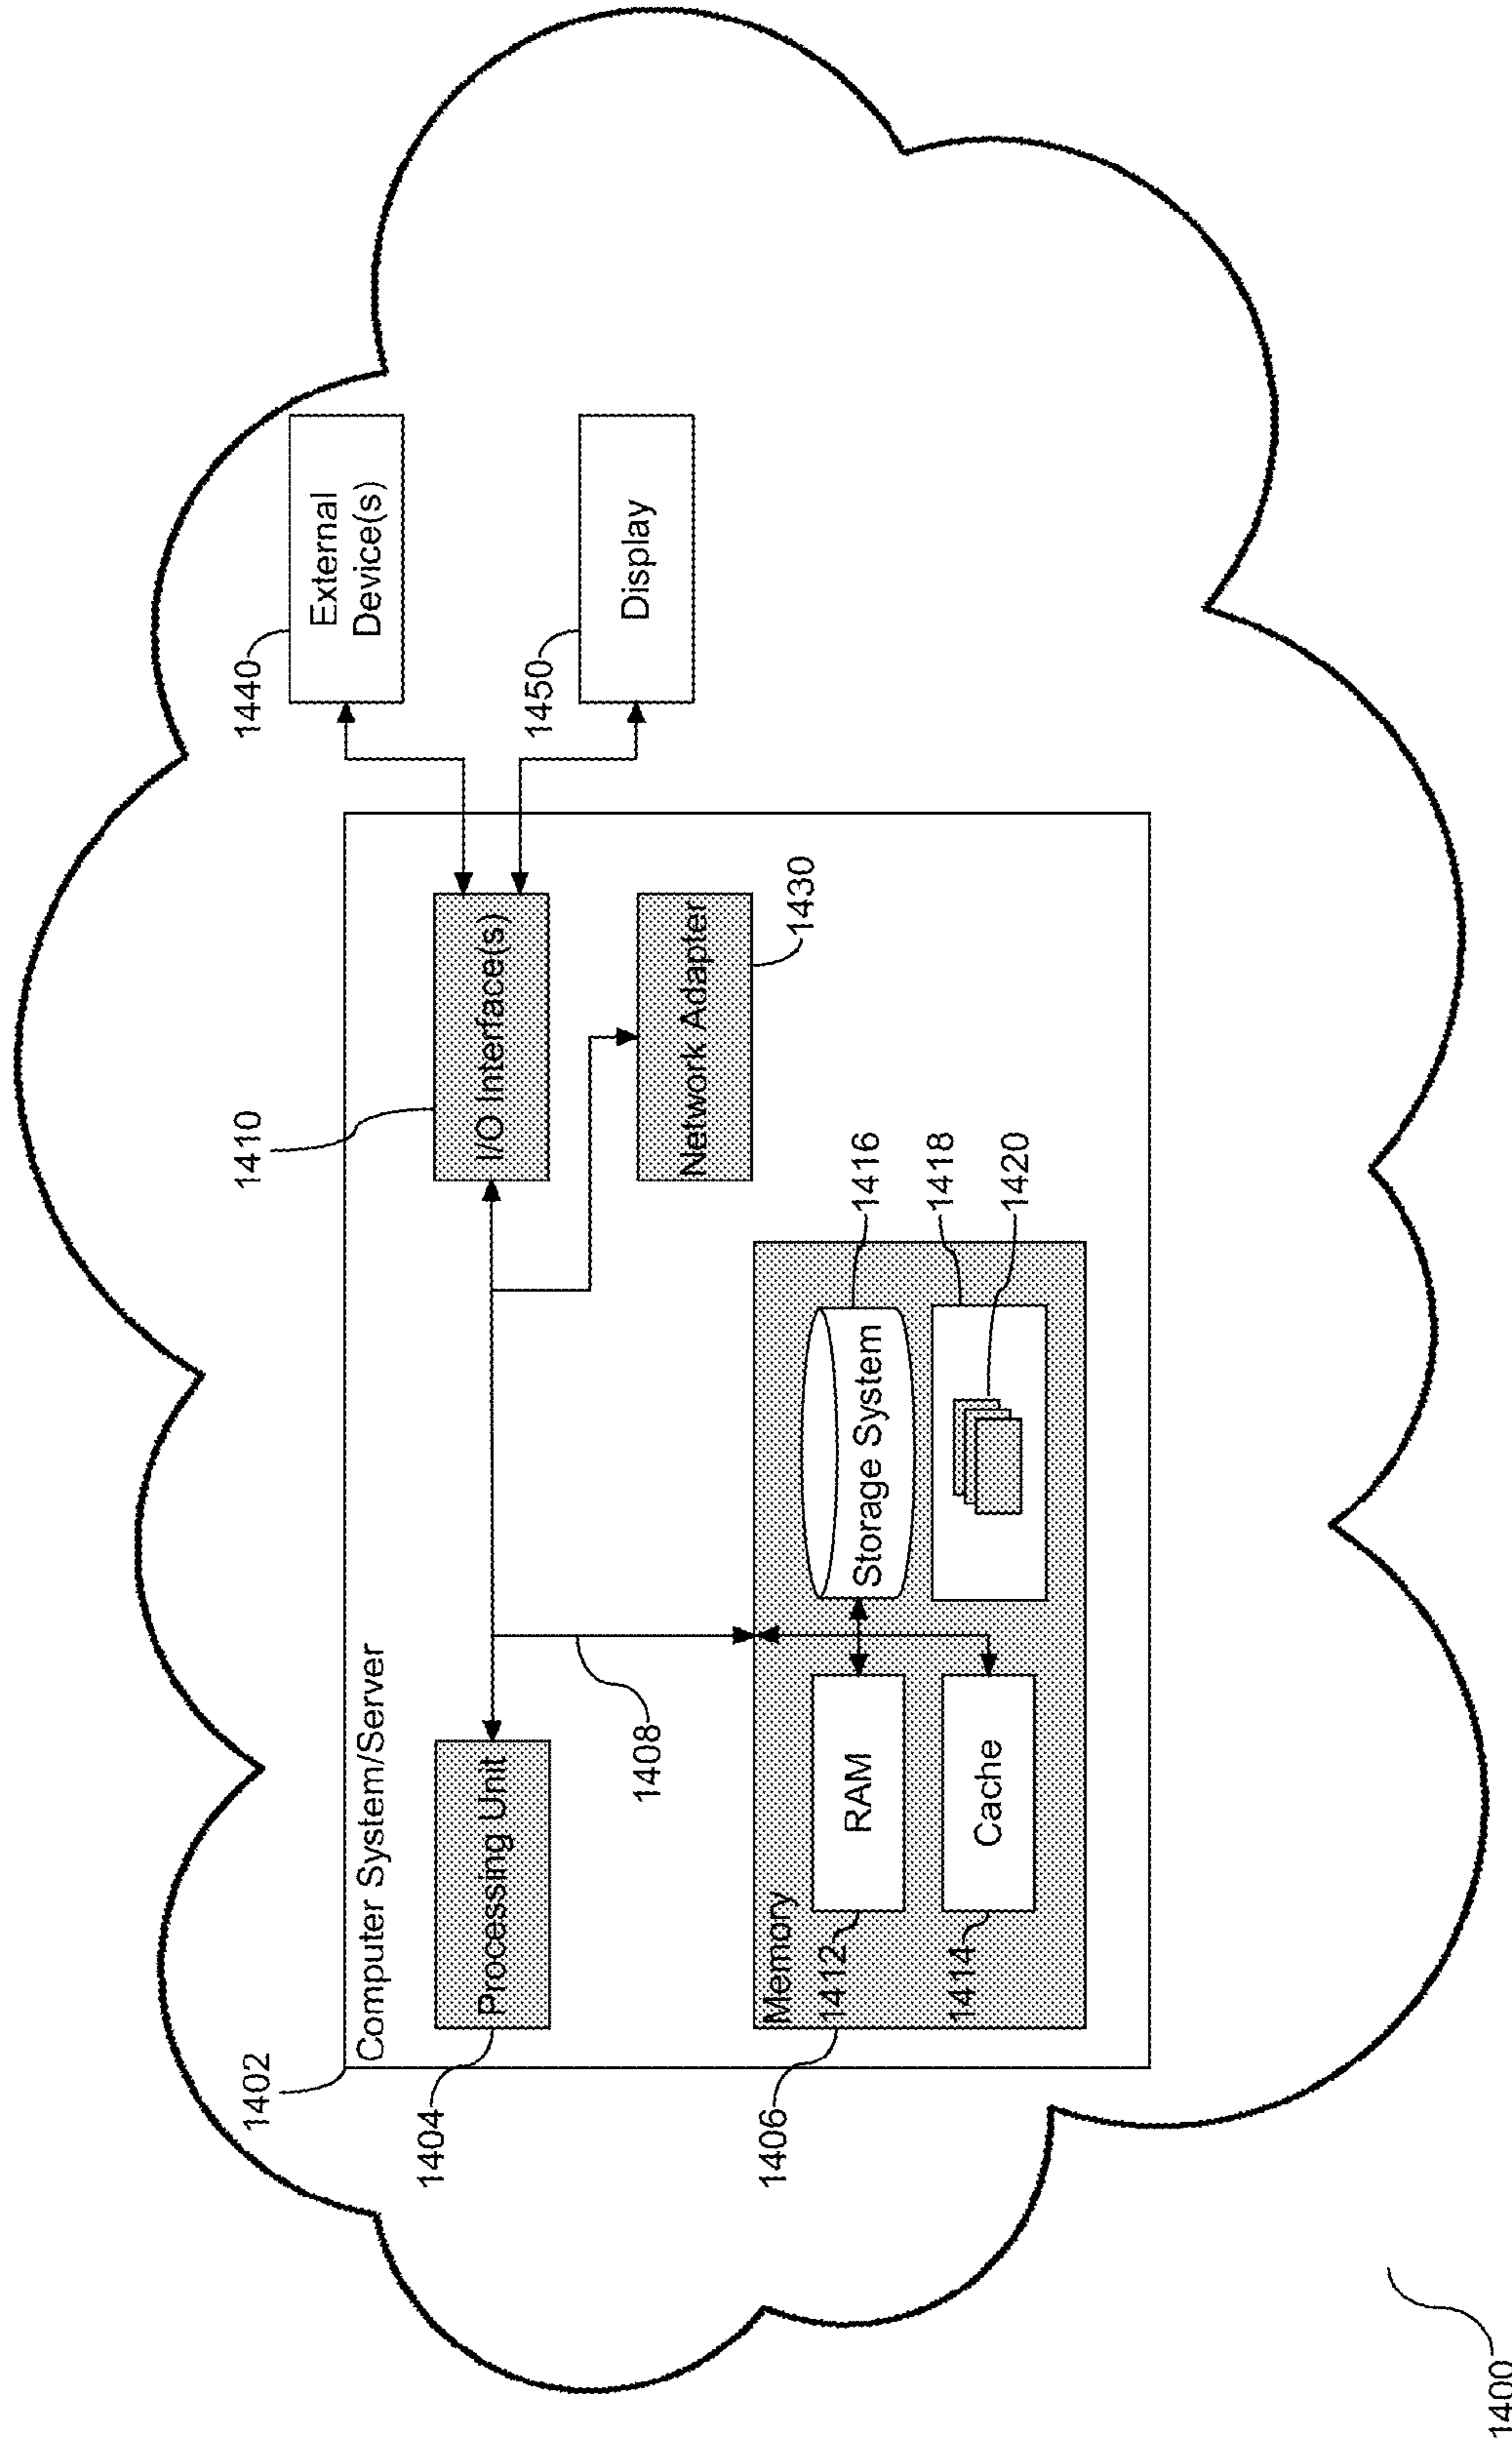 1400
1402
Computer System/Server
1404
Processing Unit
1408
1410
I/O Interface(s)
1440
External
Device(s)
1450
Display
Network Adapter
1430
1406
Memory
1412
RAM
1414
Cache
Storage System
1416
1418
1420